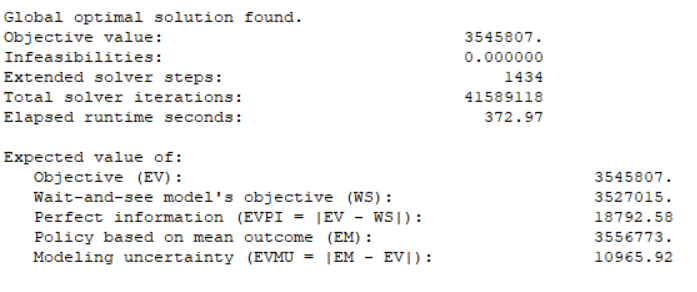 Global optimal solution found.
Objective value: 3545807.
Infeasibilities: 0.000000
Extended solver steps: 1434
Total solver iterations: 41589118
Elapsed runtime seconds: 372.97
Expected value of:
Objective (EV): 3545807.
Wait-and-see model's objective (WS): 3527015.
Perfect information (EVPI = |EV - WS|): 18792.58
Policy based on mean outcome (EM): 3556773.
Modeling uncertainty (EVMU = |EM - EV|): 10965.92